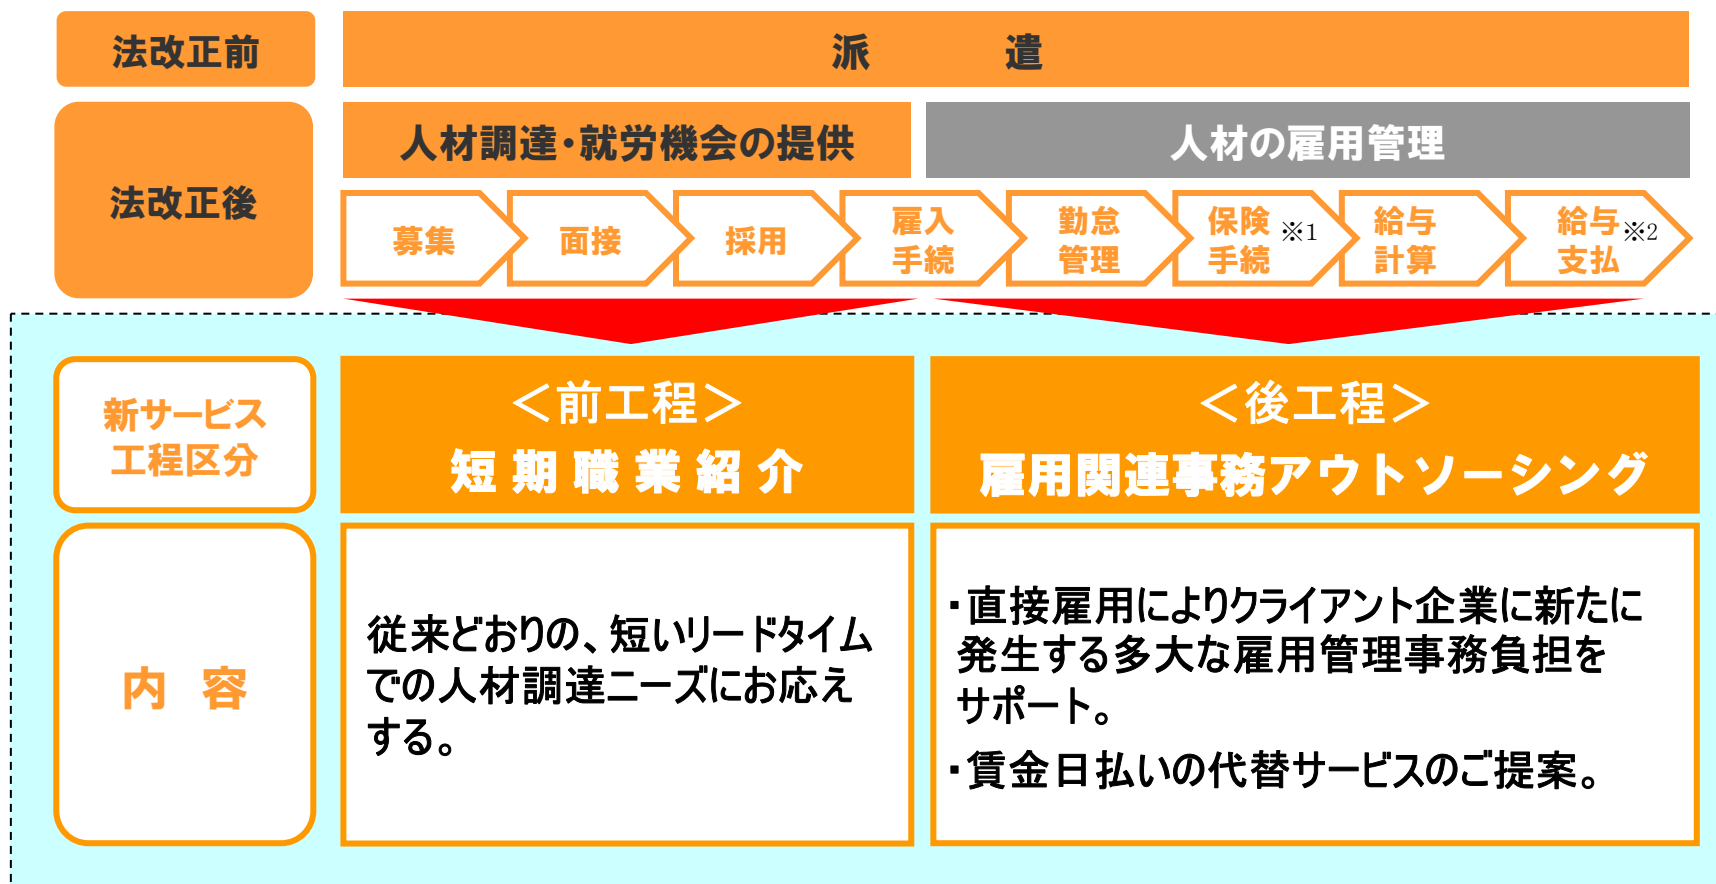 法改正前
派 遣
法改正後
人材調達・就労機会の提供
人材の雇用管理
募集
面接
採用
雇入
手続
勤怠
管理
保険
手続
※1
給与
計算
給与
支払
※2
新サービス
工程区分
＜前工程＞
短期職業紹介
＜後工程＞
雇用関連事務アウトソーシング
内 容
従来どおりの、短いリードタイム
での人材調達ニーズにお応え
する。
・直接雇用によりクライアント企業に新たに
発生する多大な雇用管理事務負担を
サポート。
・賃金日払いの代替サービスのご提案。